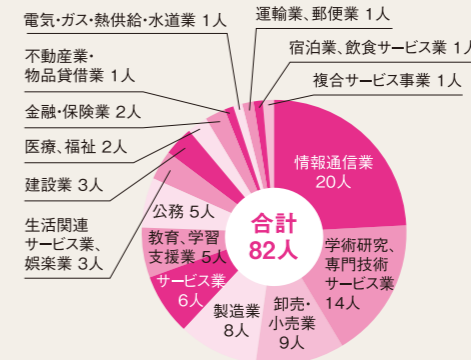 電気・ガス・熱供給・水道業 1人
運輸業、郵便業 1人
宿泊業、飲食サービス業 1人
複合サービス事業 1人
不動産業・
物品貸借業 1人
金融・保険業 2人
医療、福祉 2人
建設業 3人
生活関連
サービス業、
娯楽業 3人
公務 5人
教育、学習
支援業 5人
サービス業
6人
製造業
8人
卸売・
小売業
9人
学術研究、
専門技術
サービス業
14人
情報通信業
20人
合計
82人